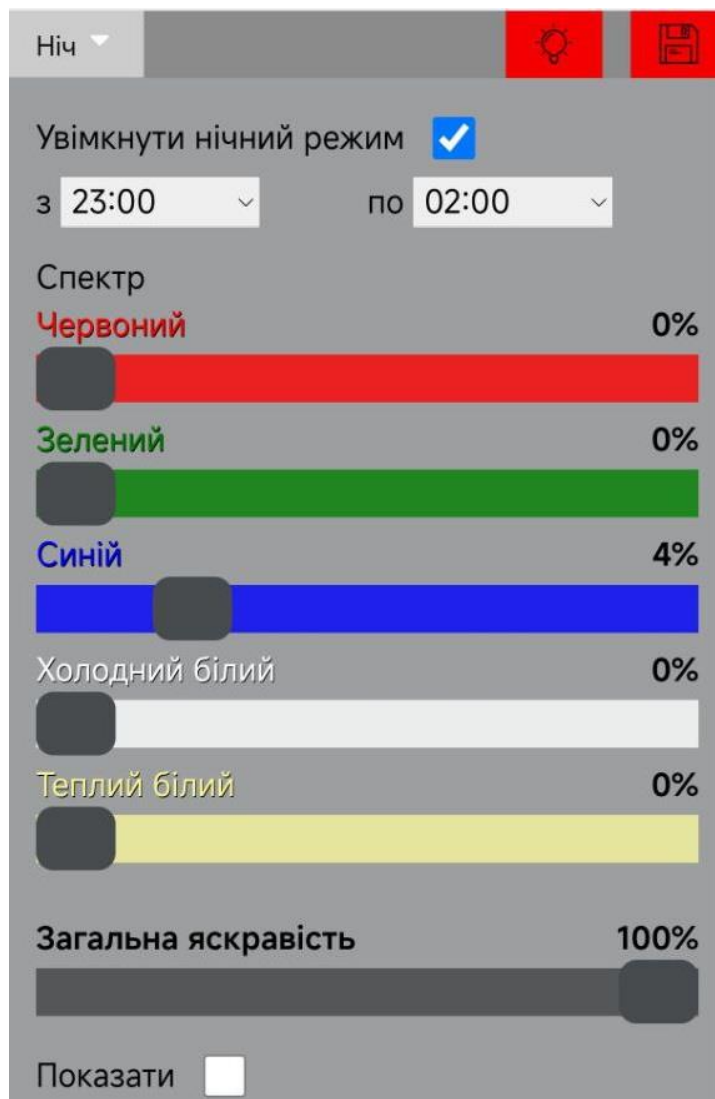 Ніч
Увімкнути нічний режим
з 23:00 по 02:00
Спектр
Червоний 0%
Зелений 0%
Синій 4%
Холодний білий 0%
Теплий білий 0%
Загальна яскравість 100%
Показати